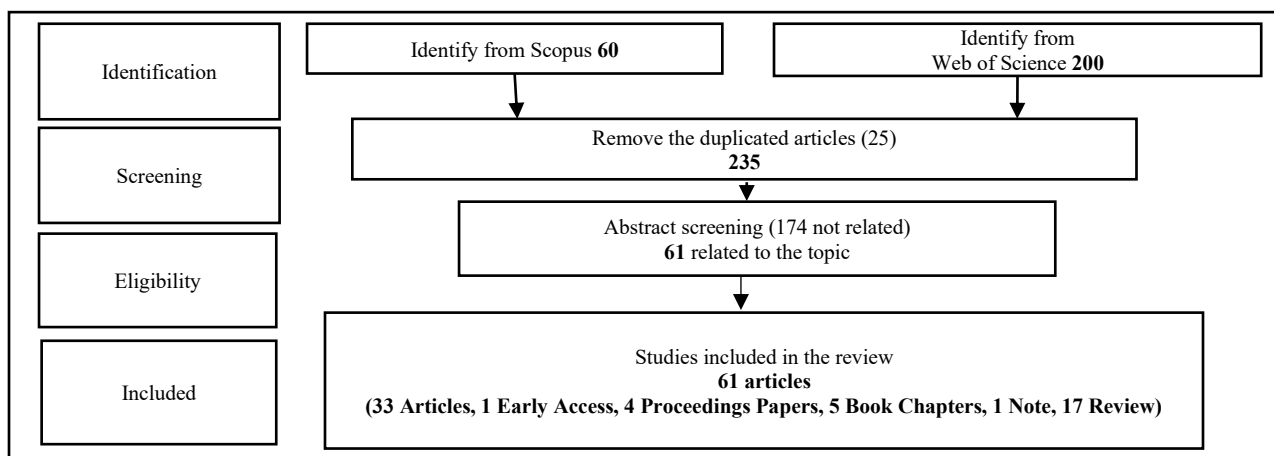 Identification
Identify from Scopus 60
Identify from
Web of Science 200
Screening
Remove the duplicated articles (25)
235
Abstract screening (174 not related)
61 related to the topic
Eligibility
Included
Studies included in the review
61 articles
(33 Articles, 1 Early Access, 4 Proceedings Papers, 5 Book Chapters, 1 Note, 17 Review)